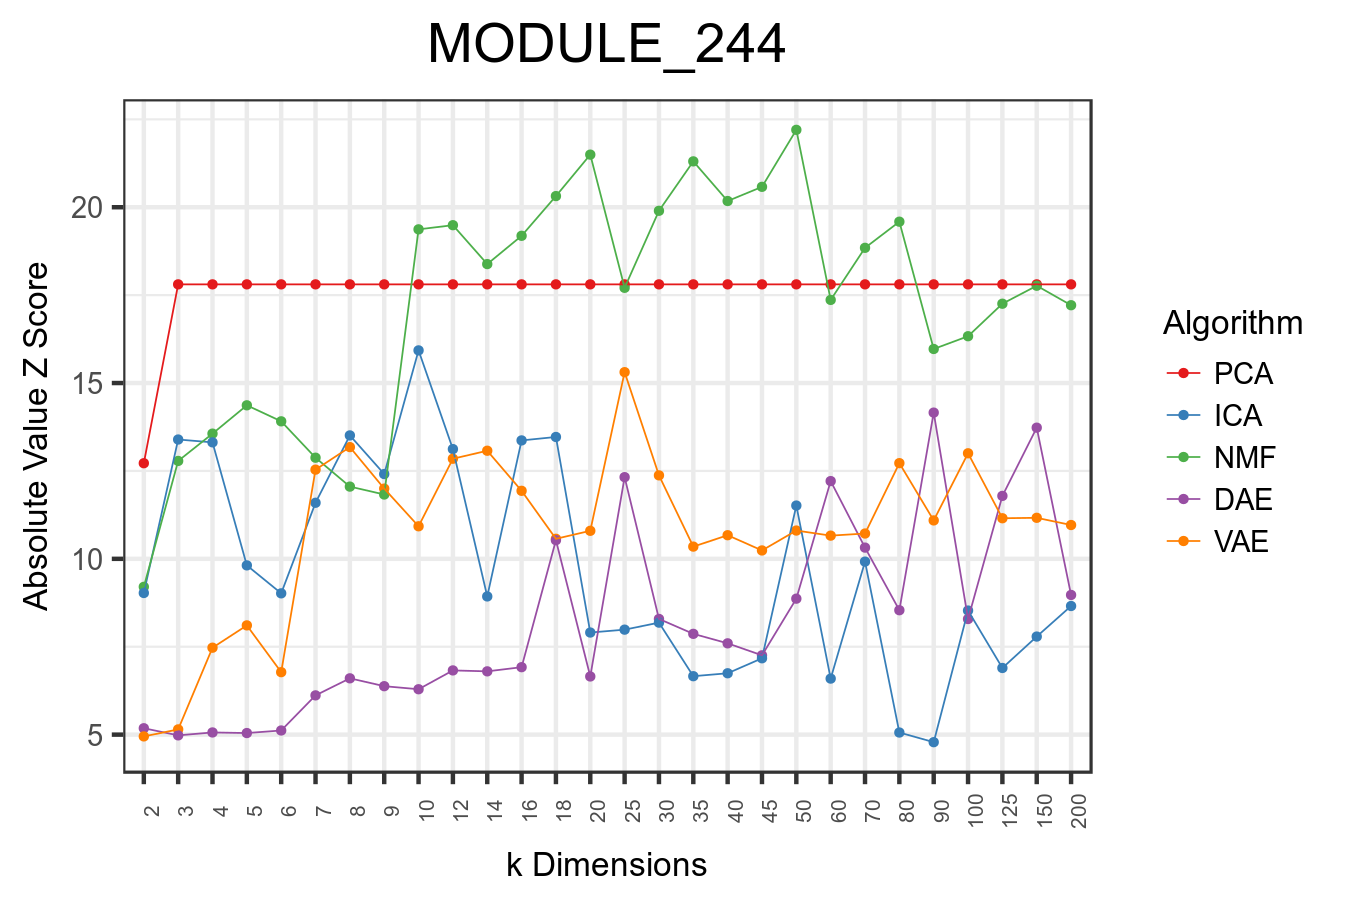 MODULE_244
Absolute Value Z Score
20
15
10
5
2 3 4 5 6 7 8 9 10 12 14 16 18 20 25 30 35 40 45 50 60 70 80 90 100 125 150 200
k Dimensions
Algorithm
PCA
ICA
NMF
DAE
VAE